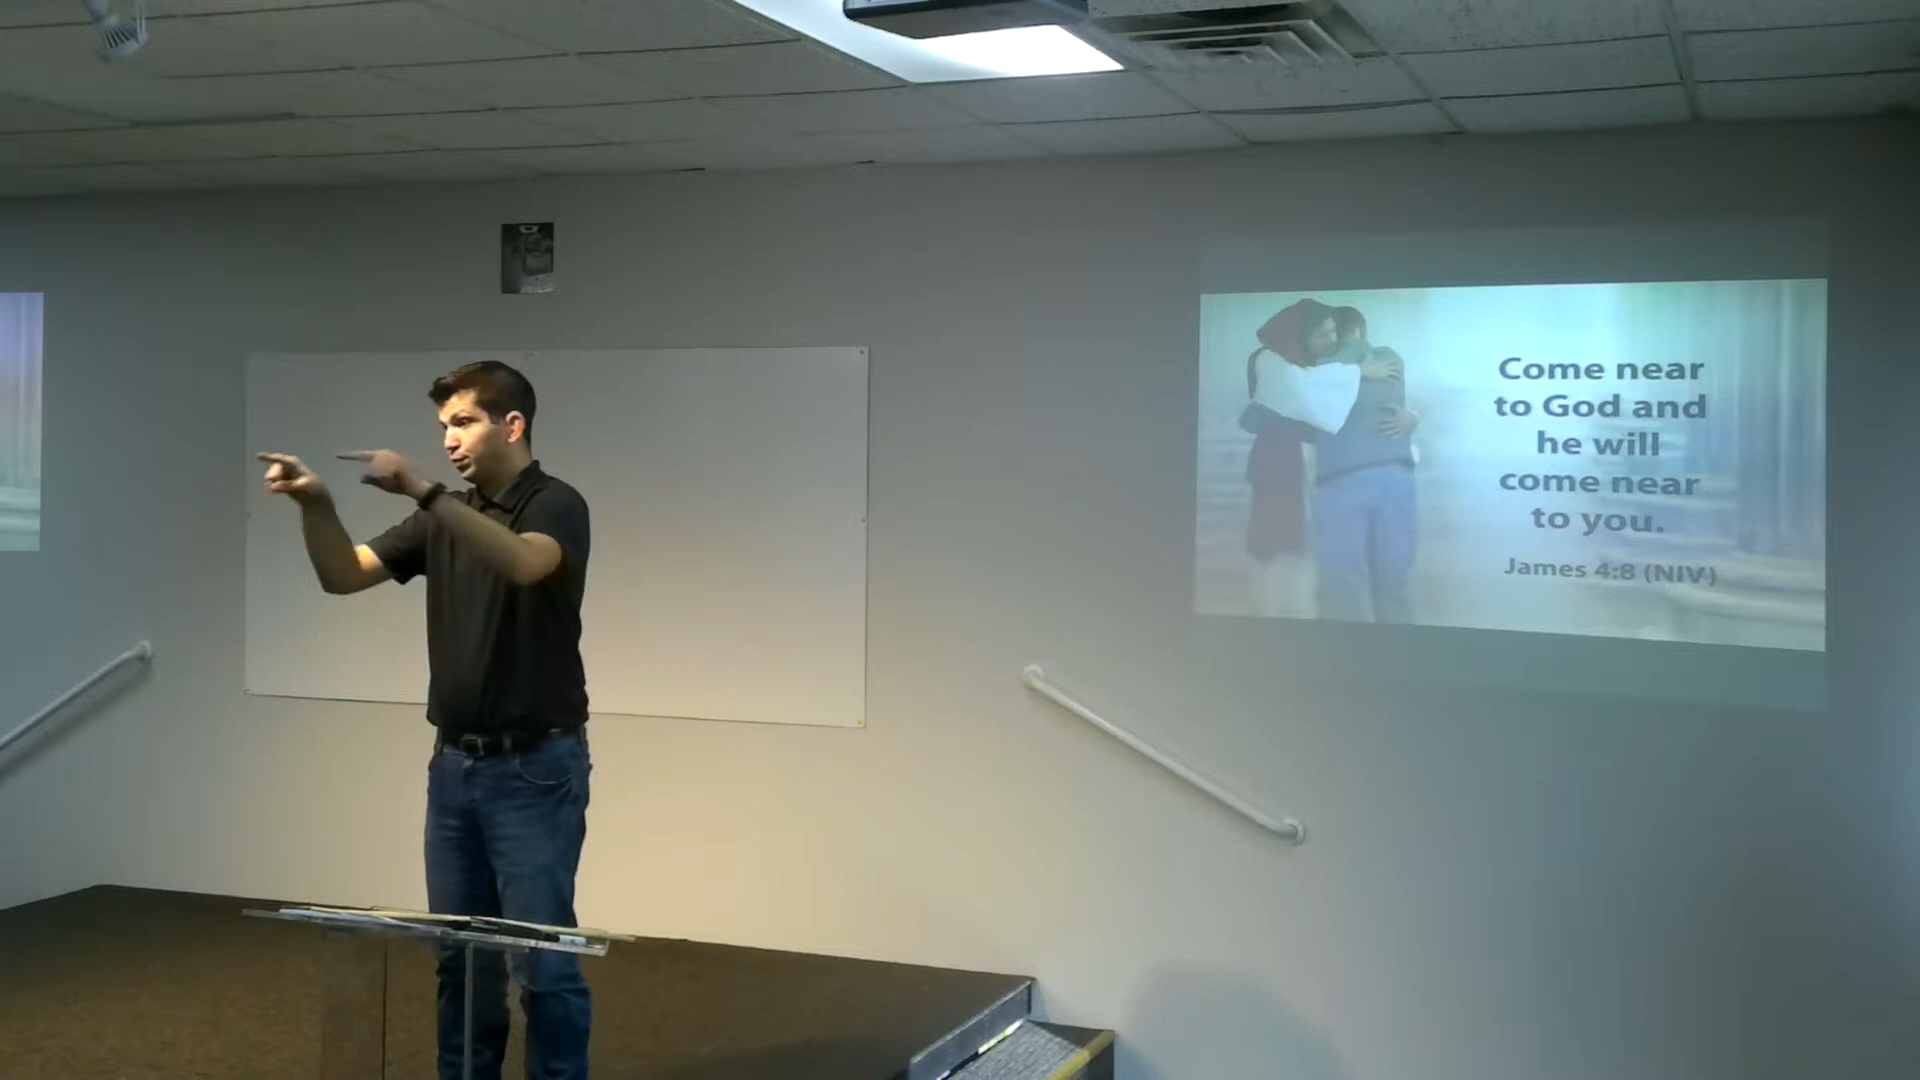 Come near
to God and
he will
come near
to you.
James 4:8 (NIV)